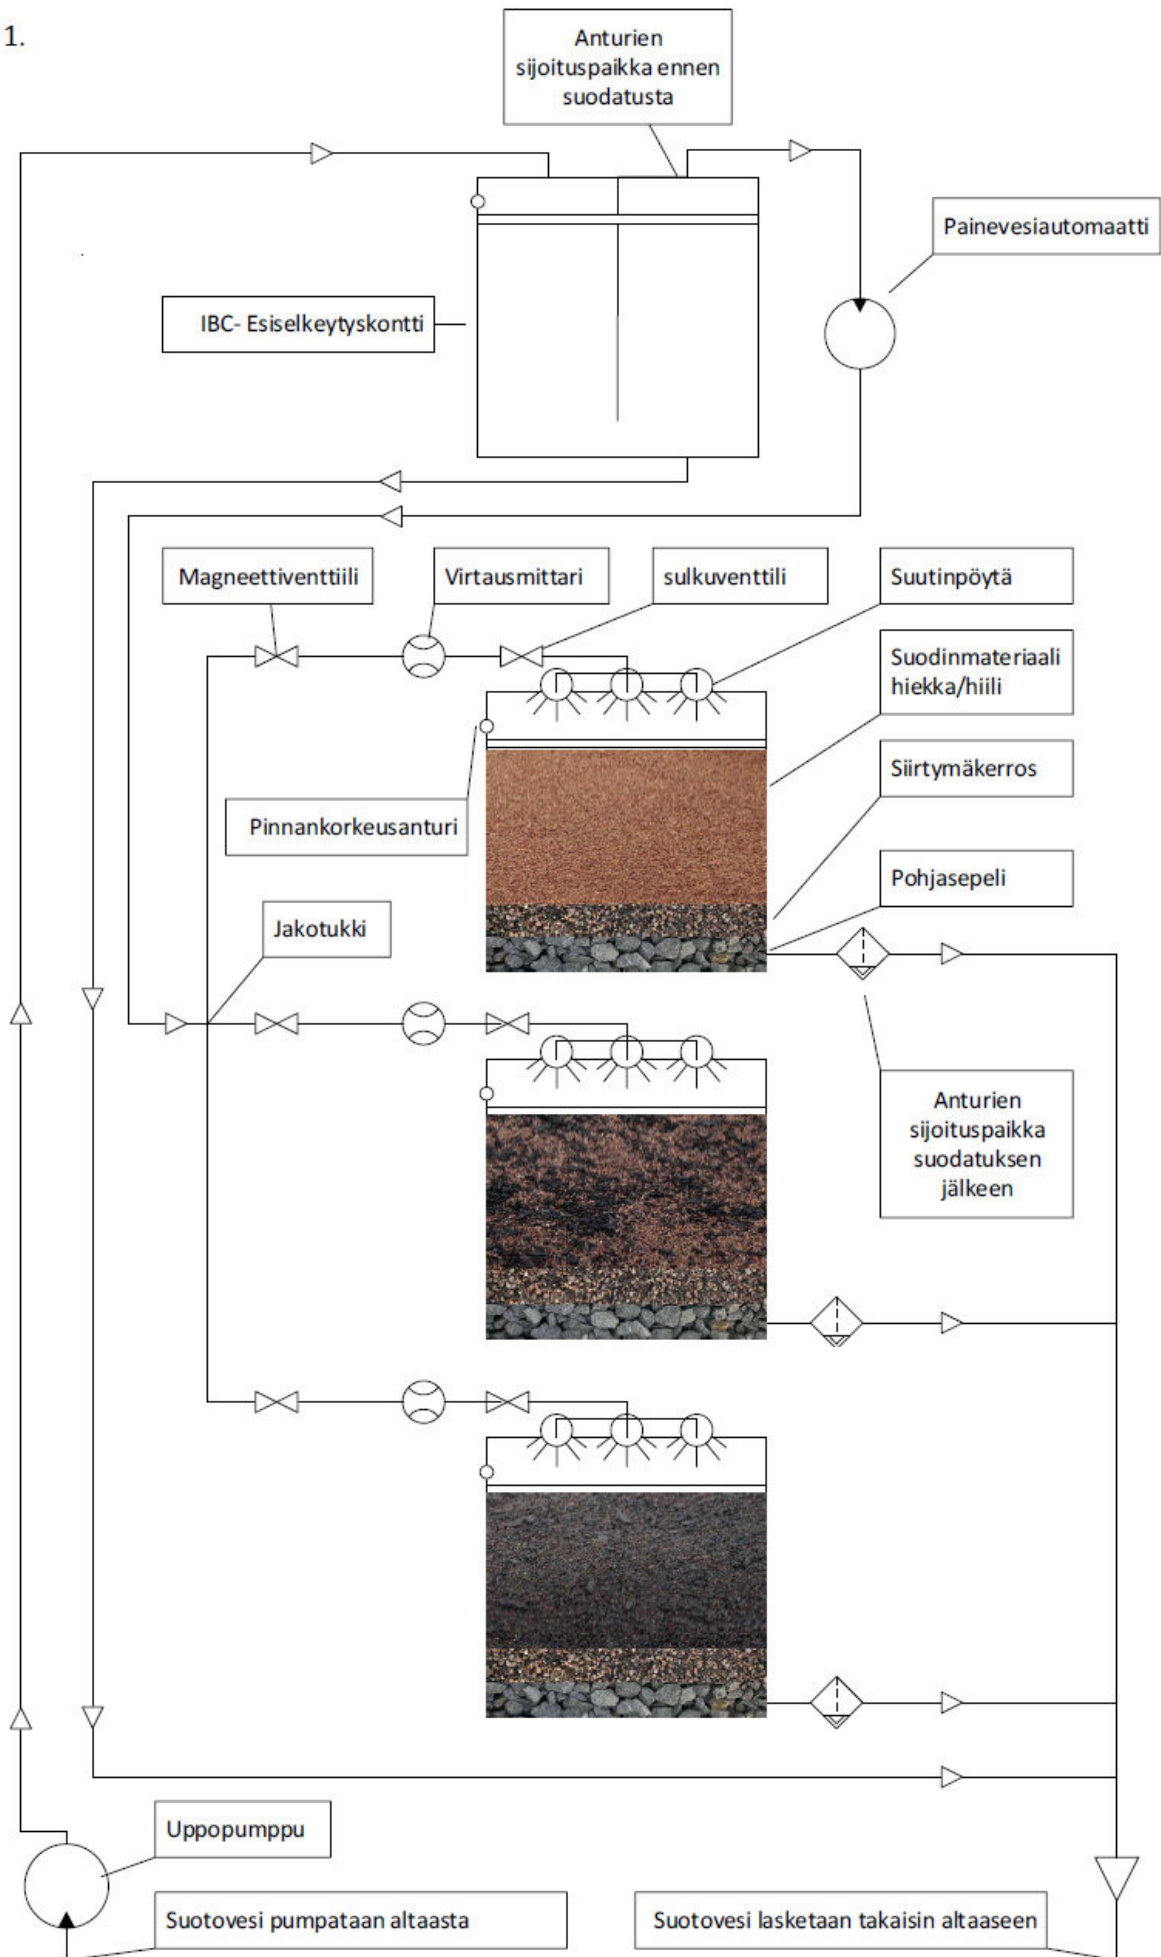 1.
Anturien
sijoituspaikka ennen
suodatusta
Painevesiautomaatti
IBC- Esiselkeytyskontti
Magneettiventtiili
Virtausmittari
sulkuventtili
Suutinpöytä
Suodinmateriaali
hiekka/hiili
Siirtymäkerros
Pinnankorkeusanturi
Pohjasepeli
Jakotukki
Anturien
sijoituspaikka
suodatuksen
jälkeen
Uppopumppu
Suotovesi pumpataan altaasta
Suotovesi lasketaan takaisin altaaseen